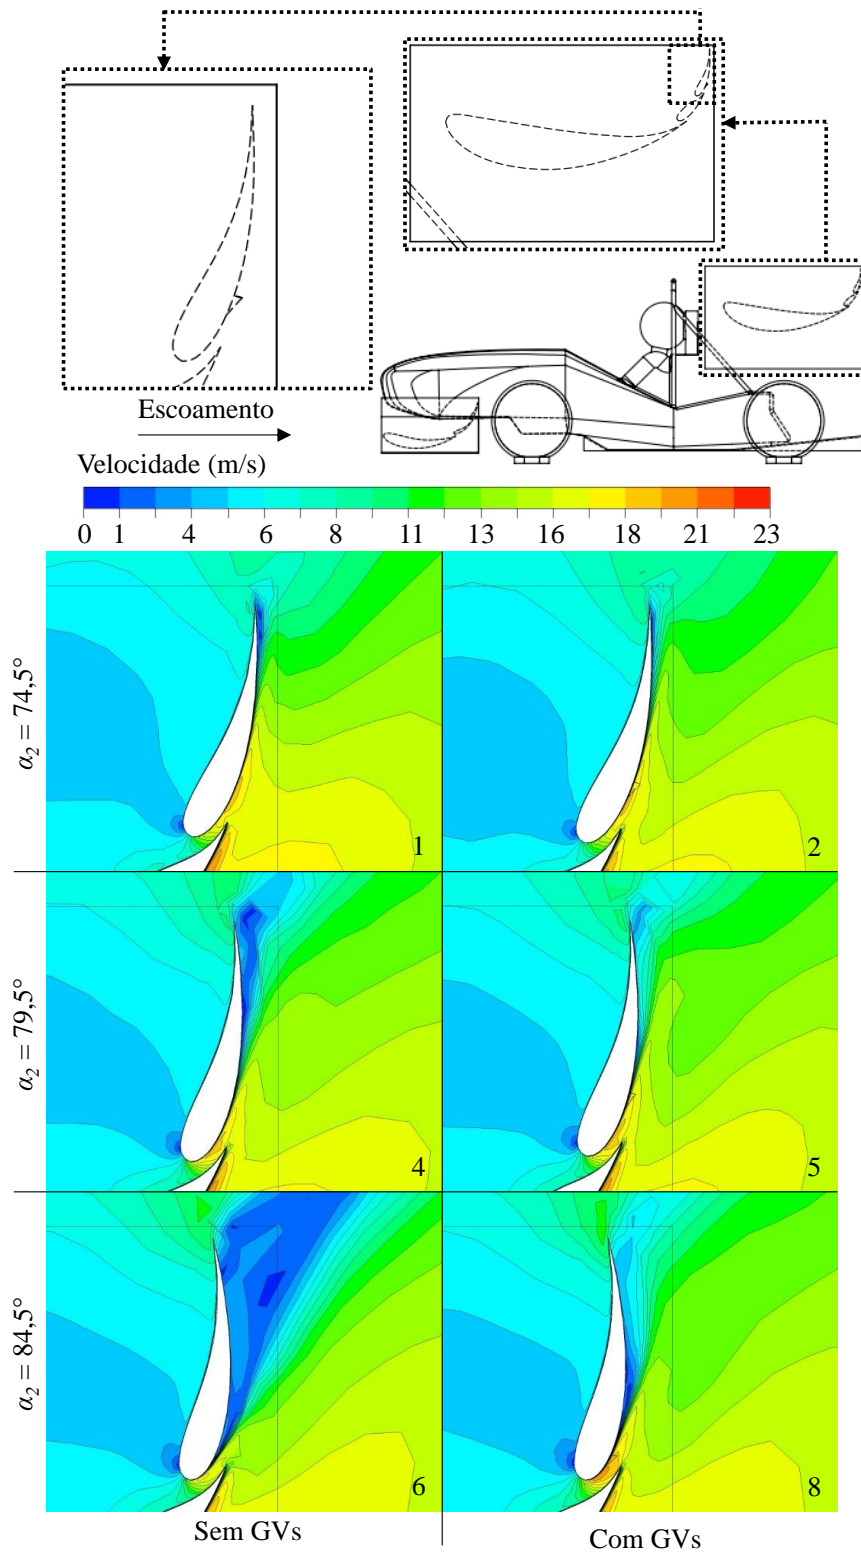 Escoamento
Velocidade (m/s)
0 1 4 6 8 11 13 16 18 21 23
α₂ = 74,5°
1
2
α₂ = 79,5°
4
5
α₂ = 84,5°
6
8
Sem GVs
Com GVs